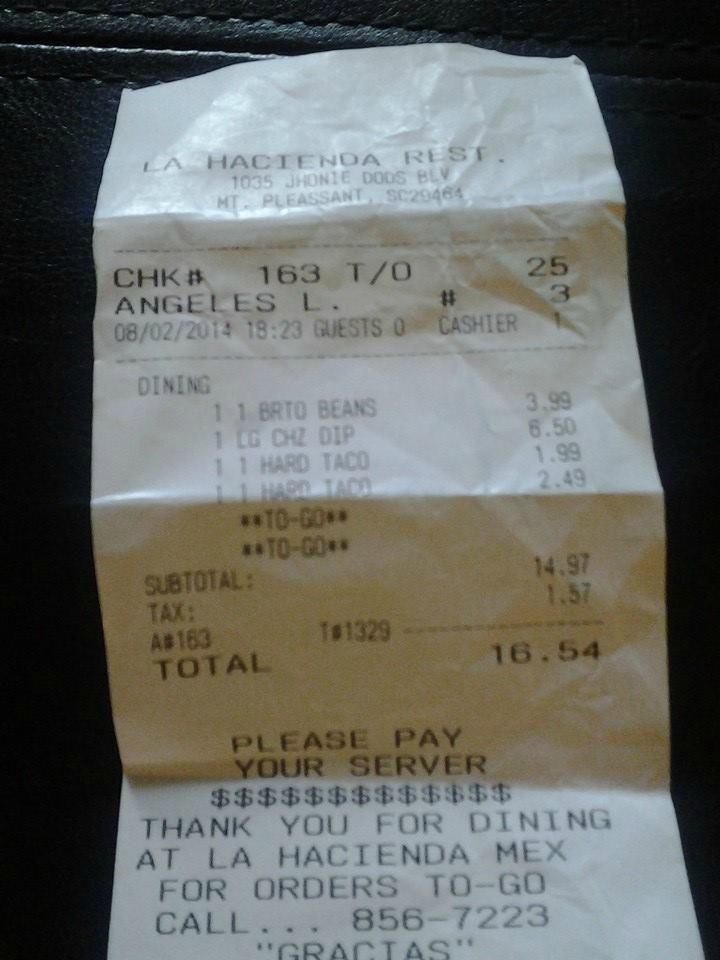 LA HACIENDA REST.
1035 JHONIE DODS BLV
MT. PLEASSANT, SC29464
CHK# 163 T/O 25
ANGELES L. # 3
08/02/2014 18:23 GUESTS 0 CASHIER 1
DINING
1 1 BRTO BEANS 3.99
1 LG CHZ DIP 6.50
1 1 HARD TACO 1.99
1 1 HARD TACO 2.49
**TO-GO**
**TO-GO**
SUBTOTAL: 14.97
TAX: 1.57
A#163 T#1329
TOTAL 16.54
PLEASE PAY
YOUR SERVER
$$$$$$$$$$$$$
THANK YOU FOR DINING
AT LA HACIENDA MEX
FOR ORDERS TO-GO
CALL... 856-7223
"GRACIAS"